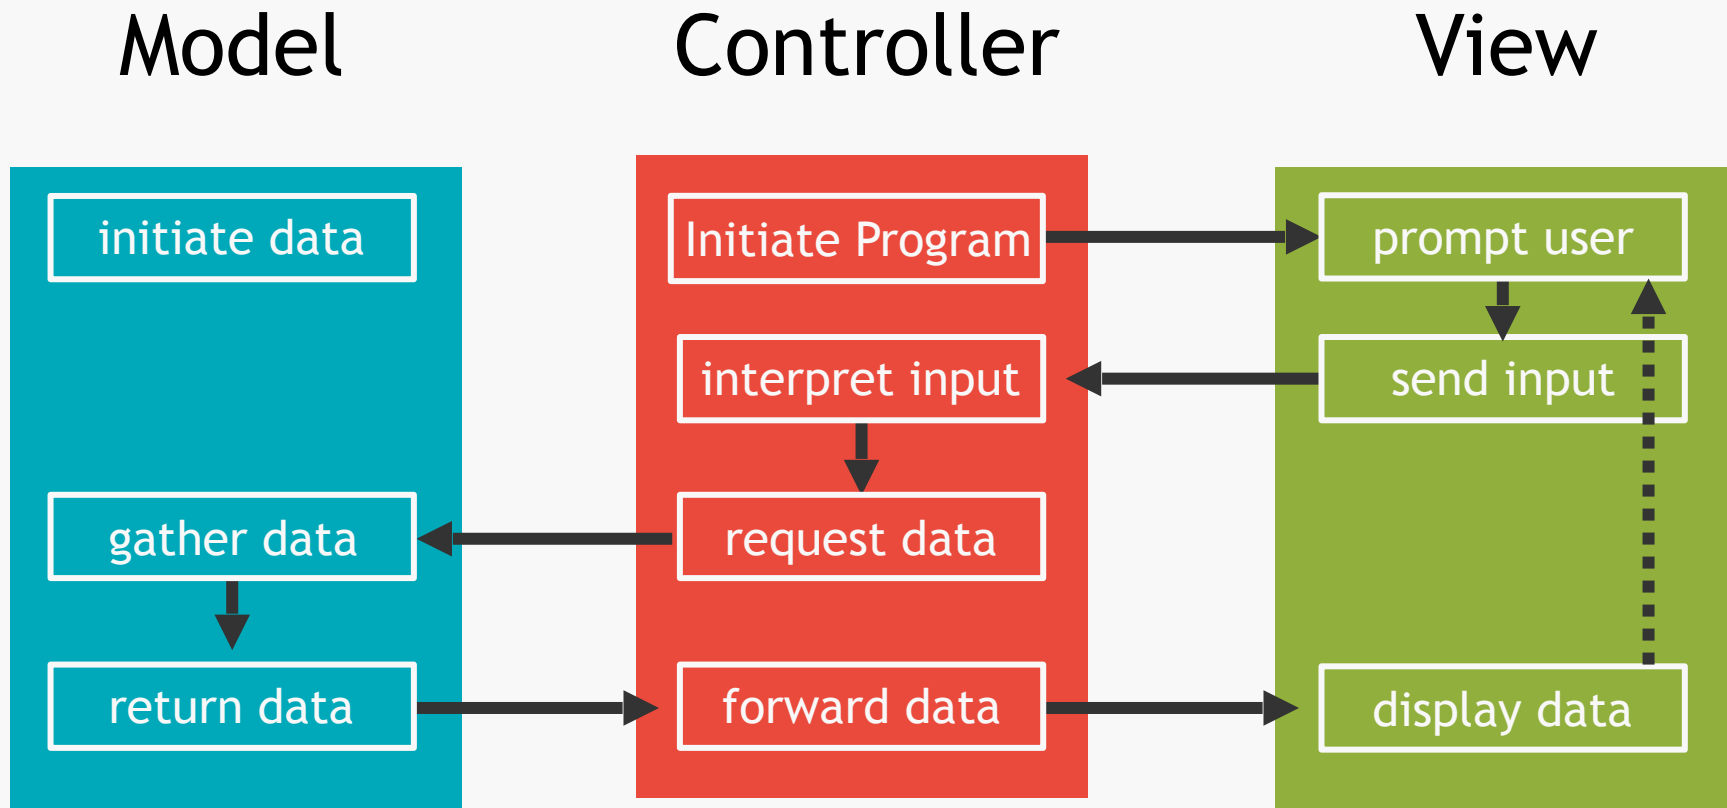 Model
Controller
View
initiate data
Initiate Program
prompt user
interpret input
send input
gather data
request data
return data
forward data
display data